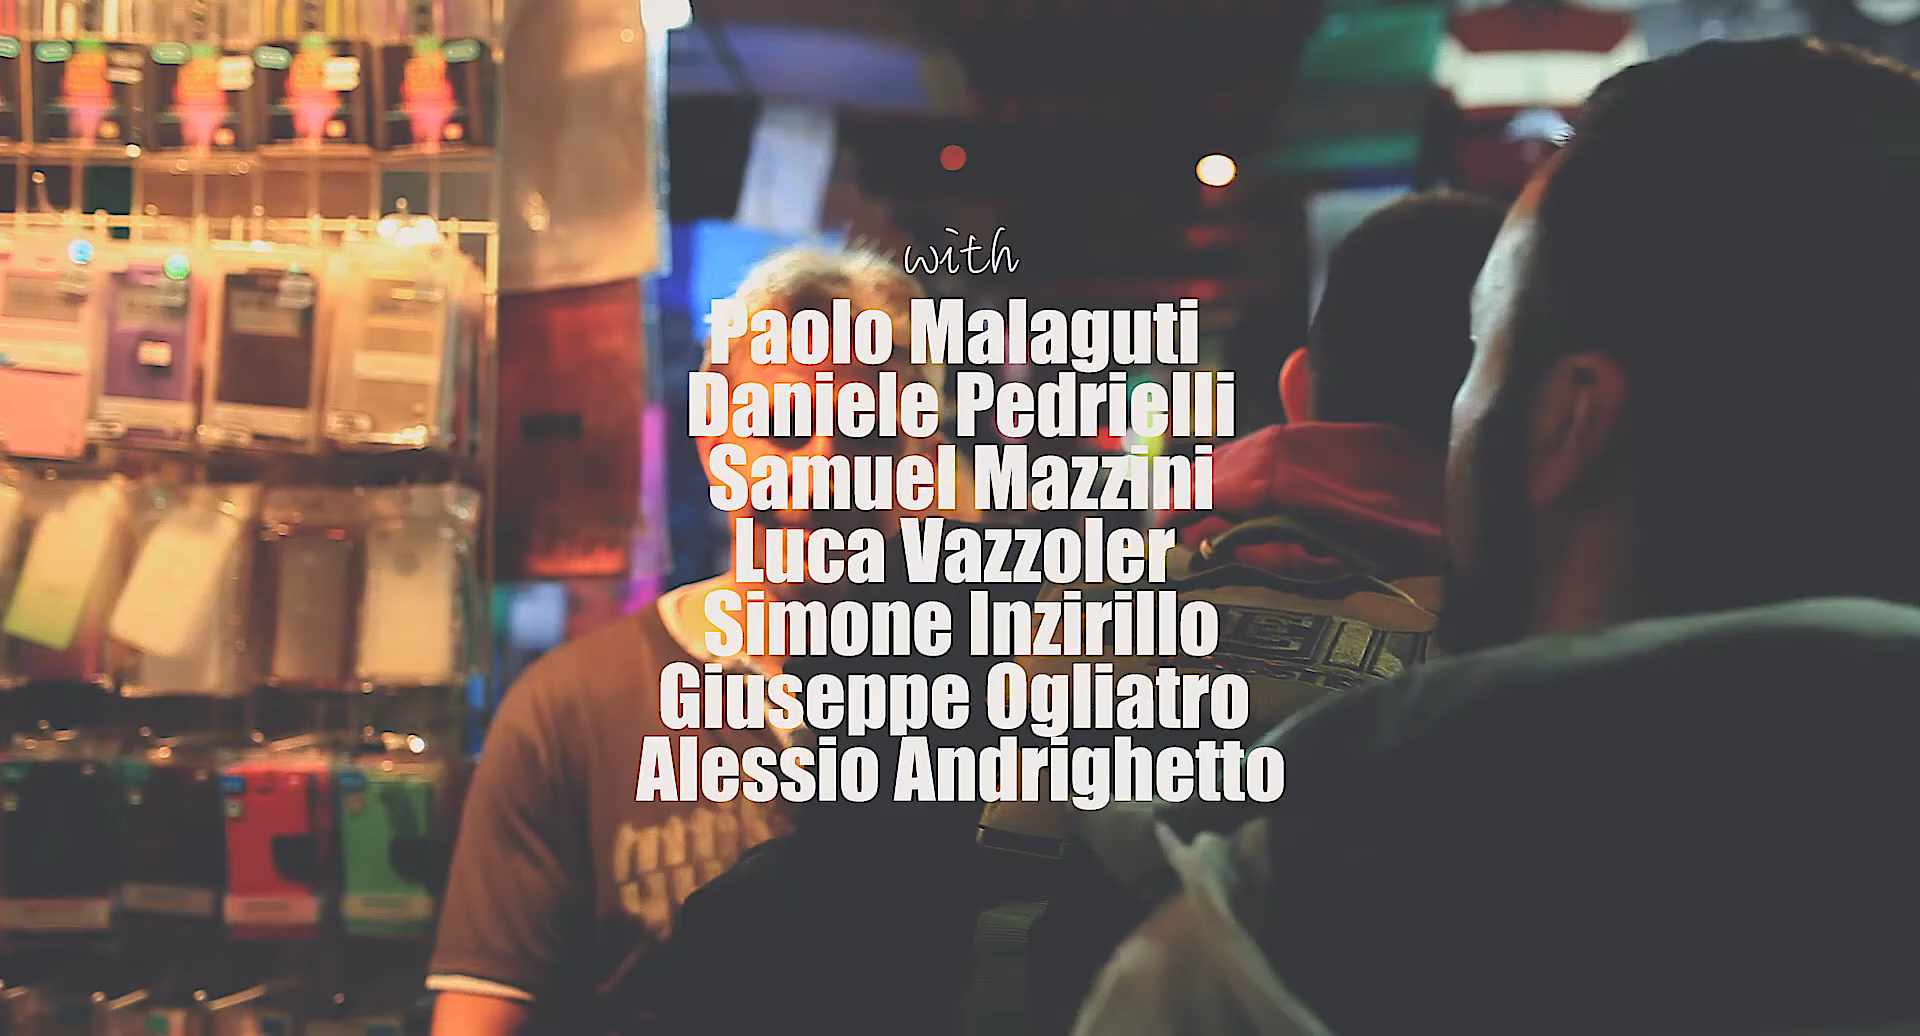 with
Paolo Malaguti
Daniele Pedrielli
Samuel Mazzini
Luca Vazzoler
Simone Inzirillo
Giuseppe Ogliatro
Alessio Andrighetto